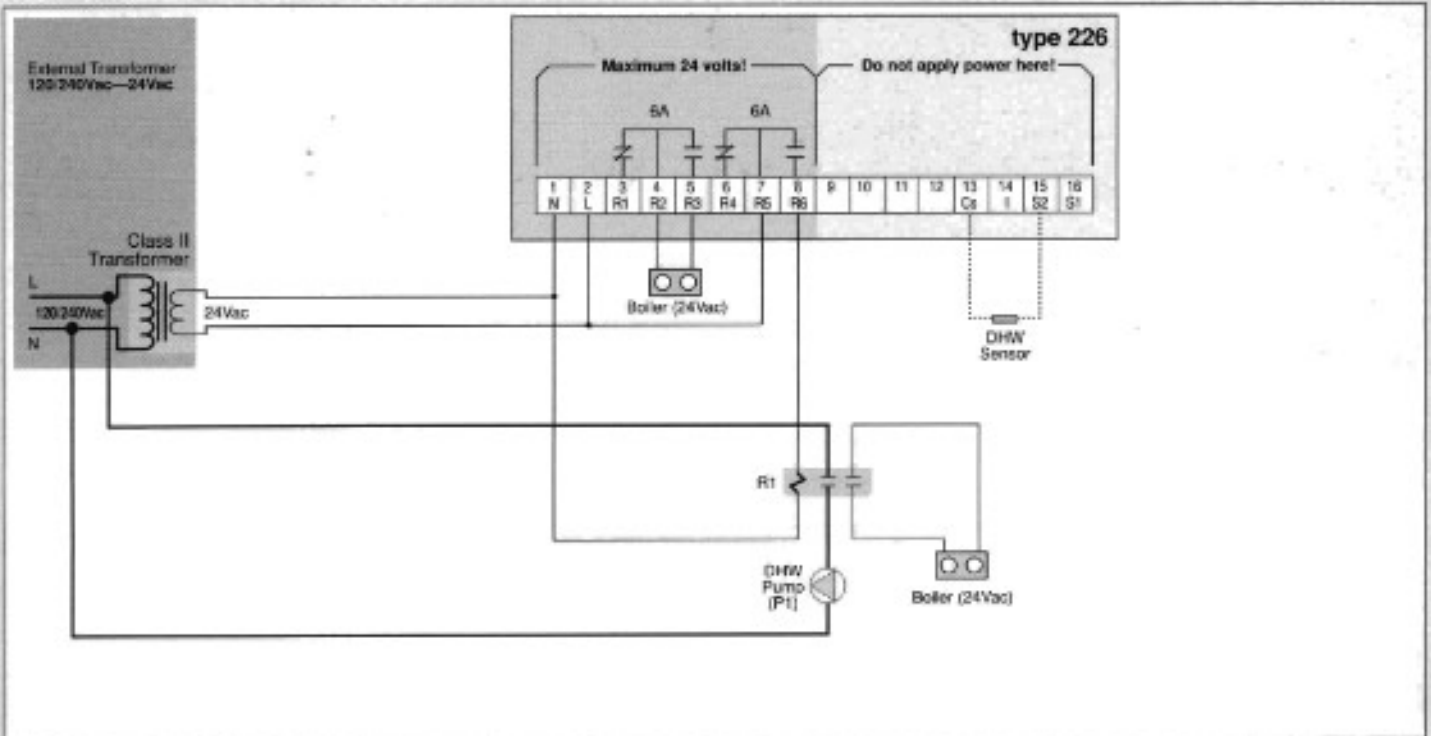 type 226
External Transformer
120/240Vac—24Vac
Maximum 24 volts!
Do not apply power here!
6A
6A
1 2 3 4 5 6 7 8 9 10 11 12 13 14 15 16
N L R1 R2 R3 R4 R5 R6 Cs I S2 S1
Class II
Transformer
L
120/240Vac
N
24Vac
Boiler (24Vac)
DHW
Sensor
R1
DHW
Pump
(P1)
Boiler (24Vac)